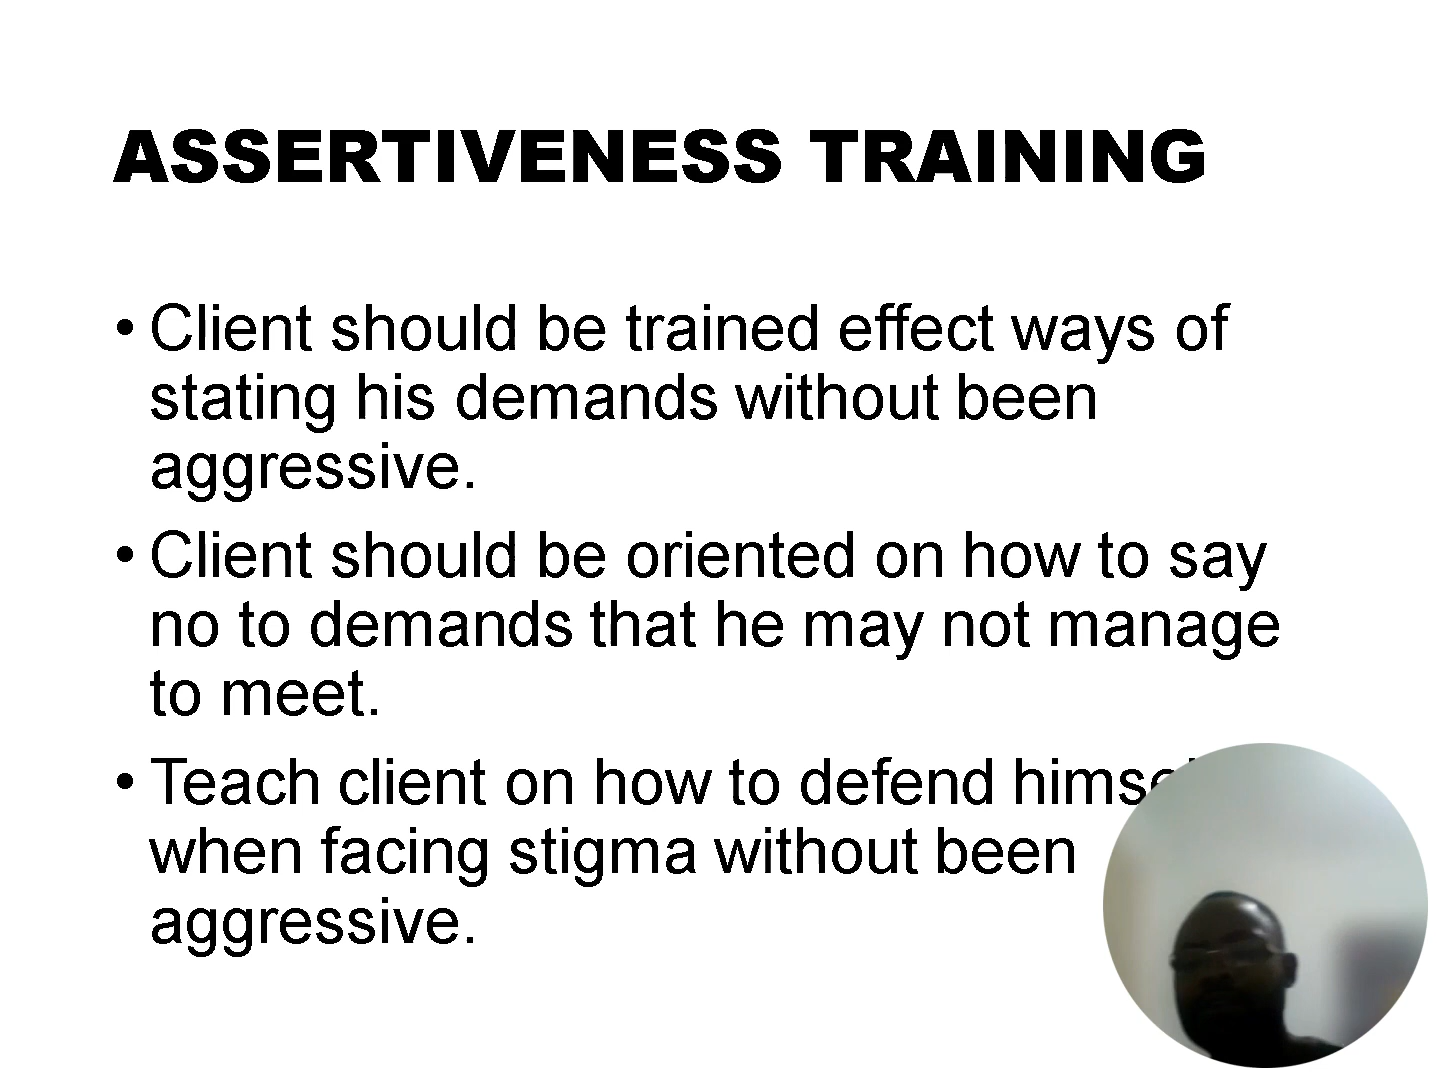 ASSERTIVENESS TRAINING
• Client should be trained effect ways of
stating his demands without been
aggressive.
• Client should be oriented on how to say
no to demands that he may not manage
to meet.
• Teach client on how to defend
when facing stigma without been
aggressive.